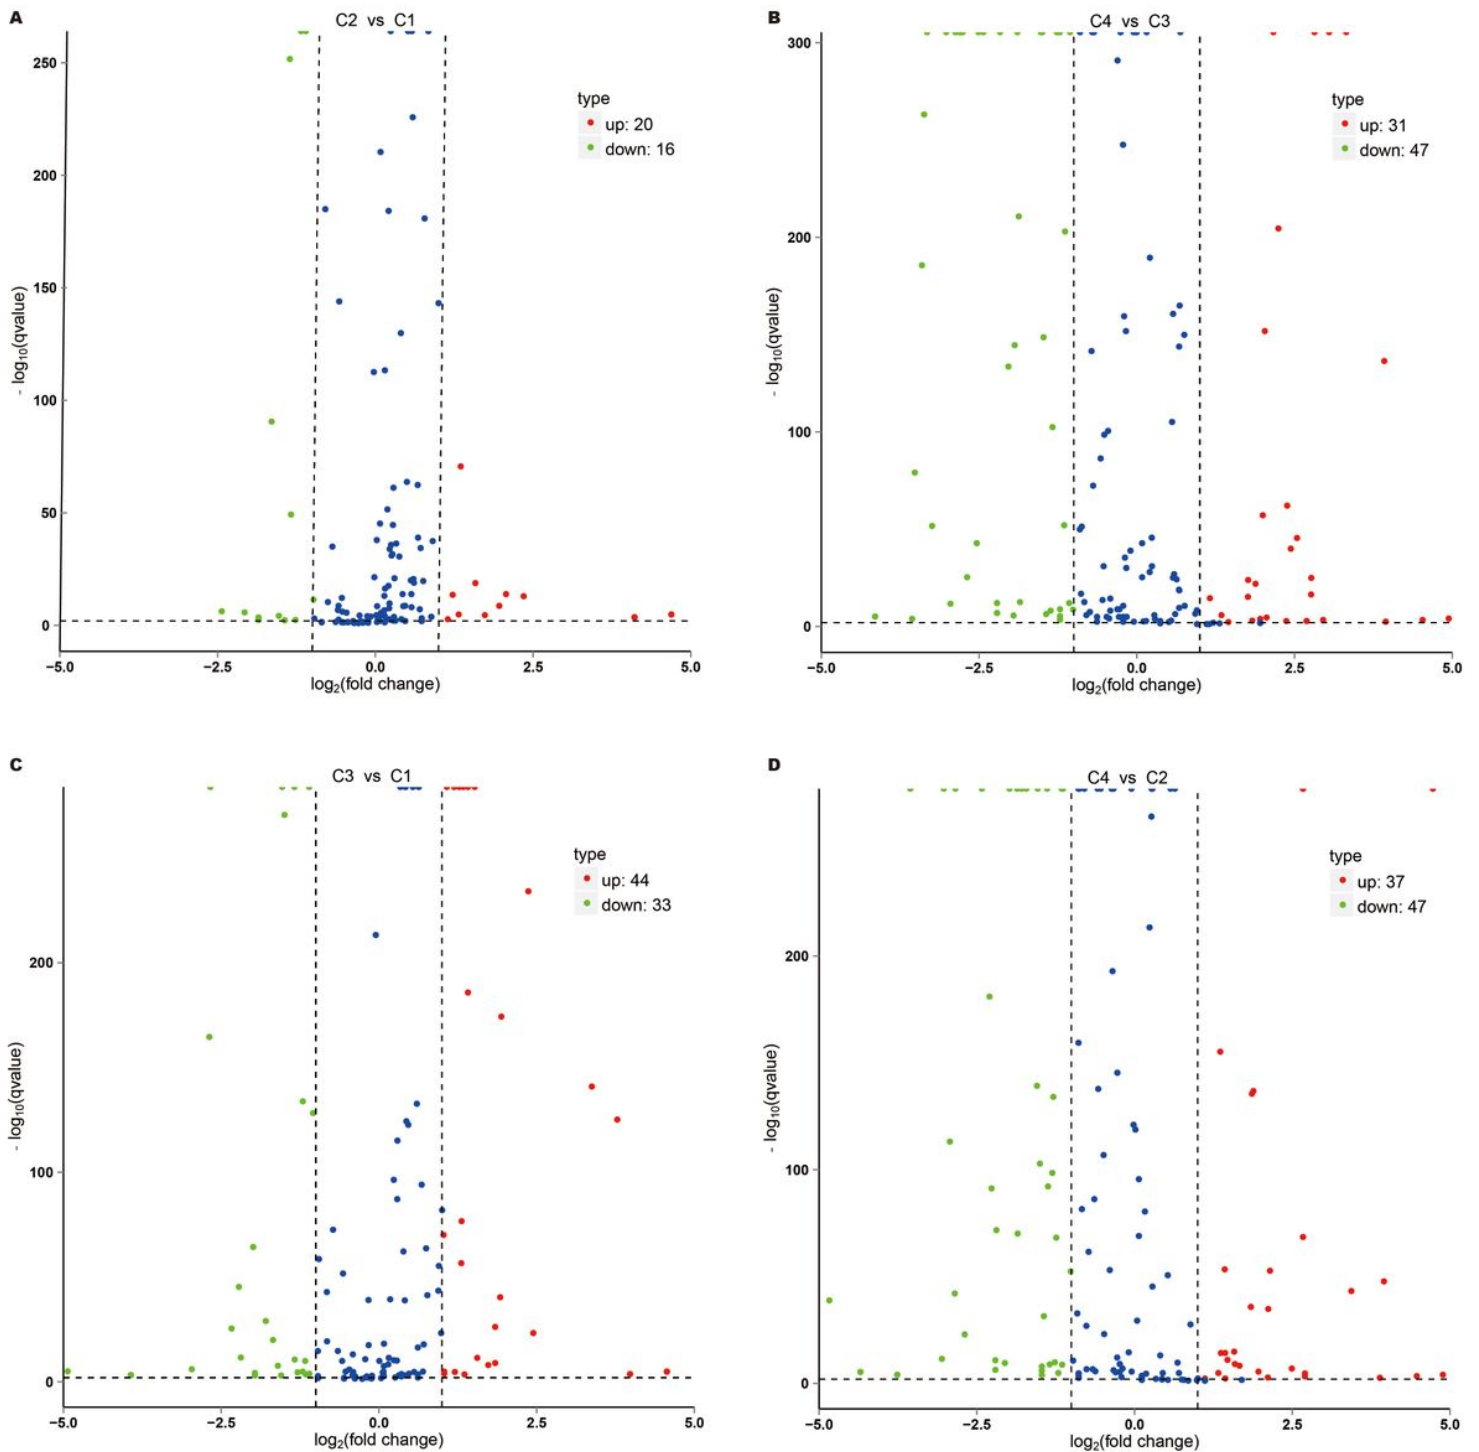 A
C2 vs C1
250
200
150
100
50
0
- log10(qvalue)
type
up: 20
down: 16
−5.0 −2.5 0.0 2.5 5.0
log2(fold change)
B
C4 vs C3
300
200
100
0
- log10(qvalue)
type
up: 31
down: 47
−5.0 −2.5 0.0 2.5 5.0
log2(fold change)
C
C3 vs C1
200
100
0
- log10(qvalue)
type
up: 44
down: 33
−5.0 −2.5 0.0 2.5 5.0
log2(fold change)
D
C4 vs C2
200
100
0
- log10(qvalue)
type
up: 37
down: 47
−5.0 −2.5 0.0 2.5 5.0
log2(fold change)